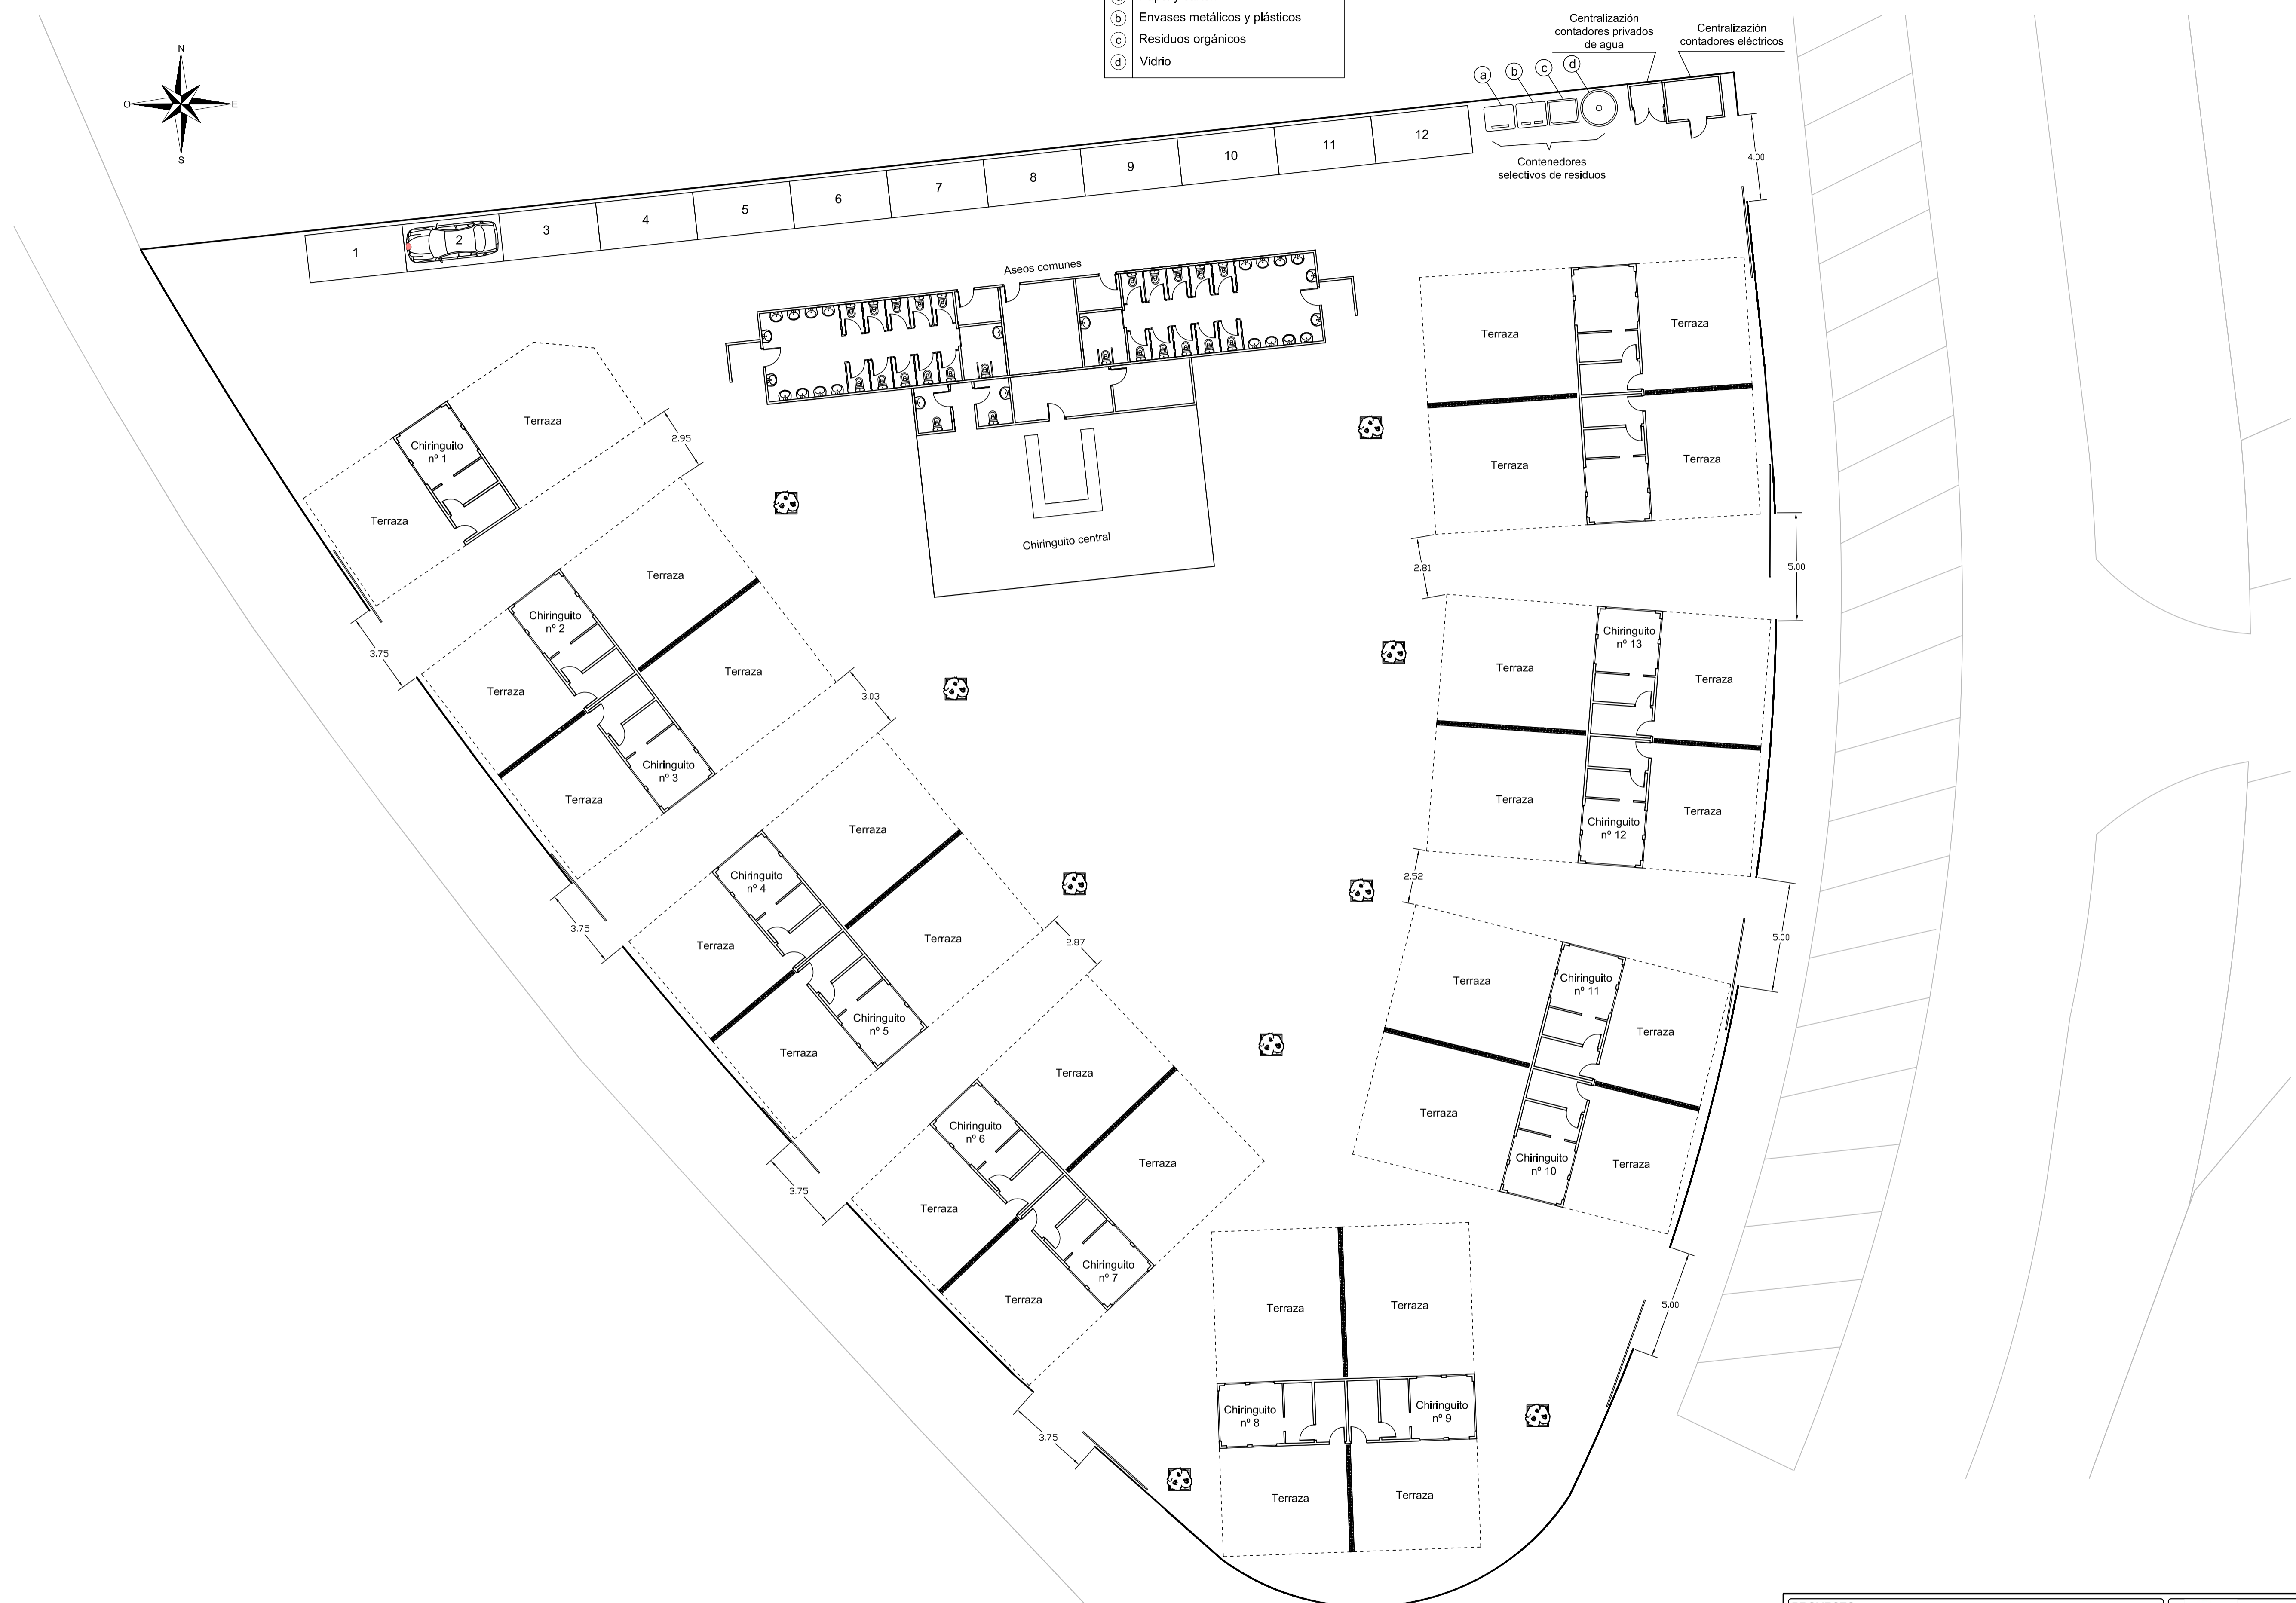 b Envases metálicos y plásticos
c Residuos orgánicos
d Vidrio
Centralización
contadores privados
de agua
Centralización
contadores eléctricos
a
b
c
d
N
O
E
S
Contenedores
selectivos de residuos
4.00
1
2
3
4
5
6
7
8
9
10
11
12
Aseos comunes
Chiringuito central
Terraza
Chiringuito
nº 1
Terraza
2.95
3.75
Terraza
Chiringuito
nº 2
Terraza
Terraza
Chiringuito
nº 3
Terraza
3.03
3.75
Terraza
Chiringuito
nº 4
Terraza
Terraza
Chiringuito
nº 5
Terraza
2.87
3.75
Terraza
Chiringuito
nº 6
Terraza
Terraza
Chiringuito
nº 7
Terraza
3.75
Terraza
Terraza
Chiringuito
nº 8
Chiringuito
nº 9
Terraza
Terraza
Terraza
Terraza
Terraza
Terraza
2.81
5.00
Terraza
Chiringuito
nº 13
Terraza
Terraza
Chiringuito
nº 12
Terraza
2.52
5.00
Terraza
Chiringuito
nº 11
Terraza
Terraza
Chiringuito
nº 10
Terraza
5.00